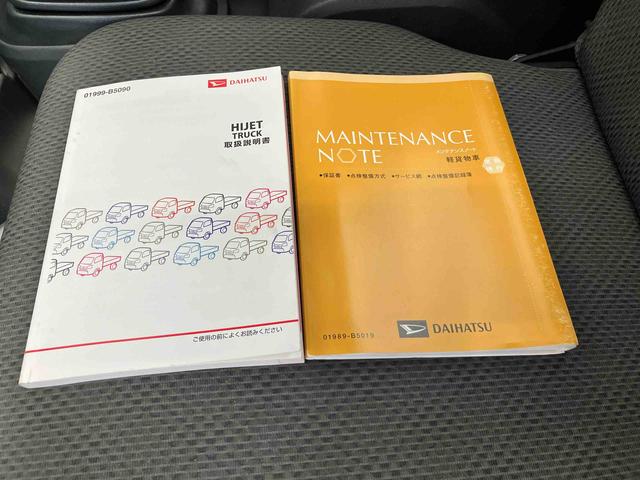 01999-B5090
DAIHATSU
HIJET
TRUCK
取扱説明書
ご使用の前によくお読みください
MAINTENANCE
NOTE
メンテナンスノート
軽貨物車
●保証書 ●点検整備方式 ●サービス網 ●点検整備記録簿
01989-B5019
DAIHATSU